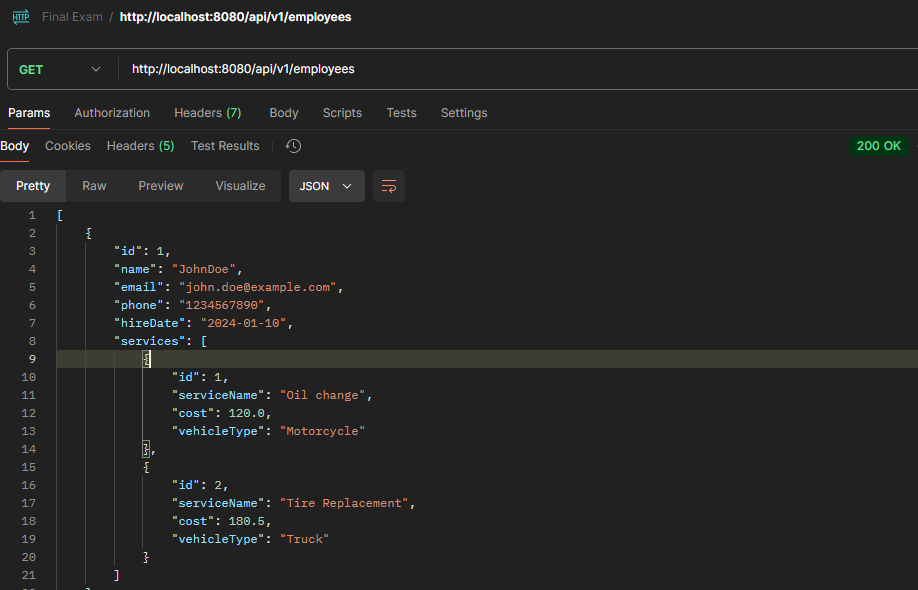 HTTP Final Exam / http://localhost:8080/api/v1/employees
GET http://localhost:8080/api/v1/employees
Params Authorization Headers (7) Body Scripts Tests Settings
Body Cookies Headers (5) Test Results 200 OK
Pretty Raw Preview Visualize JSON
1 [
2 {
3 "id": 1,
4 "name": "JohnDoe",
5 "email": "john.doe@example.com",
6 "phone": "1234567890",
7 "hireDate": "2024-01-10",
8 "services": [
9 {
10 "id": 1,
11 "serviceName": "Oil change",
12 "cost": 120.0,
13 "vehicleType": "Motorcycle"
14 },
15 {
16 "id": 2,
17 "serviceName": "Tire Replacement",
18 "cost": 180.5,
19 "vehicleType": "Truck"
20 }
21 ]